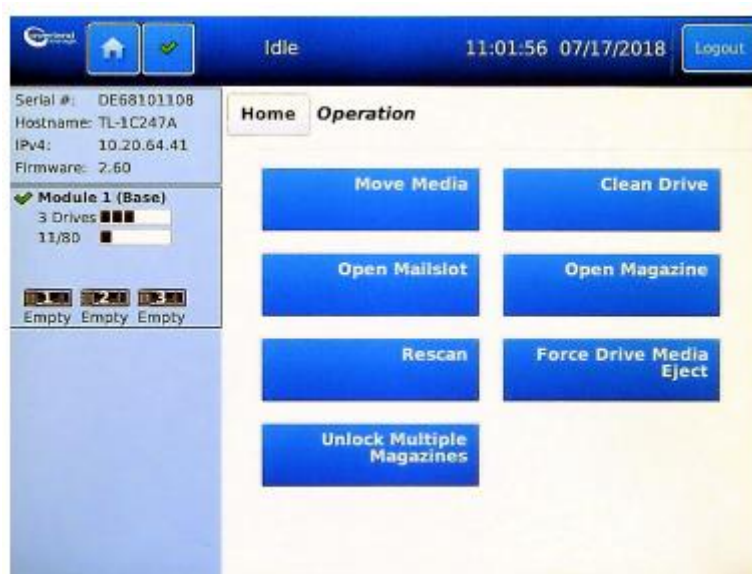 Idle
11:01:56 07/17/2018
Logout
Serial #: DE68101108
Hostname: TL-1C247A
IPv4: 10.20.64.41
Firmware: 2.60
Home Operation
Module 1 (Base)
3 Drives
11/80
1 2 3
Empty Empty Empty
Move Media
Clean Drive
Open Mailslot
Open Magazine
Rescan
Force Drive Media
Eject
Unlock Multiple
Magazines